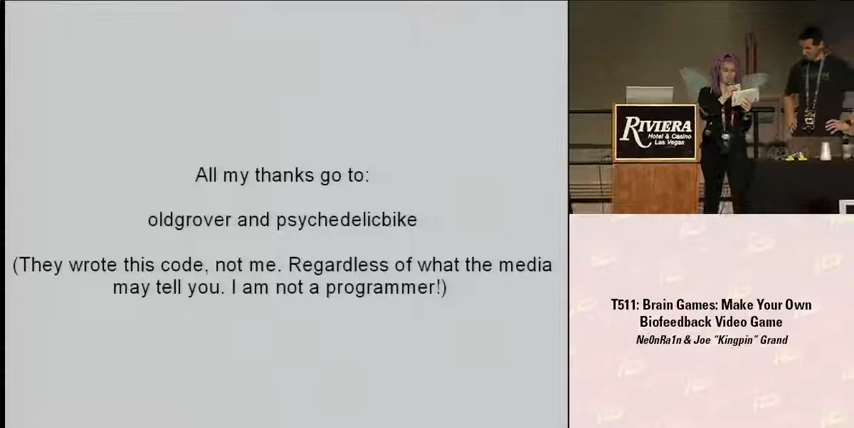 All my thanks go to:
oldgrover and psychedelicbike
(They wrote this code, not me. Regardless of what the media
may tell you. I am not a programmer!)
RIVIERA
Hotel & Casino
Las Vegas
T511: Brain Games: Make Your Own
Biofeedback Video Game
Ne0nRa1n & Joe "Kingpin" Grand